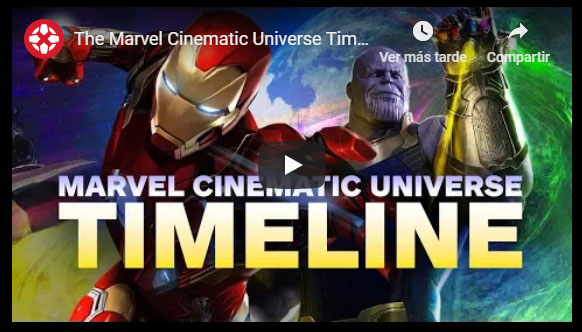 The Marvel Cinematic Universe Tim...
Ver más tarde
Compartir
MARVEL CINEMATIC UNIVERSE
TIMELINE